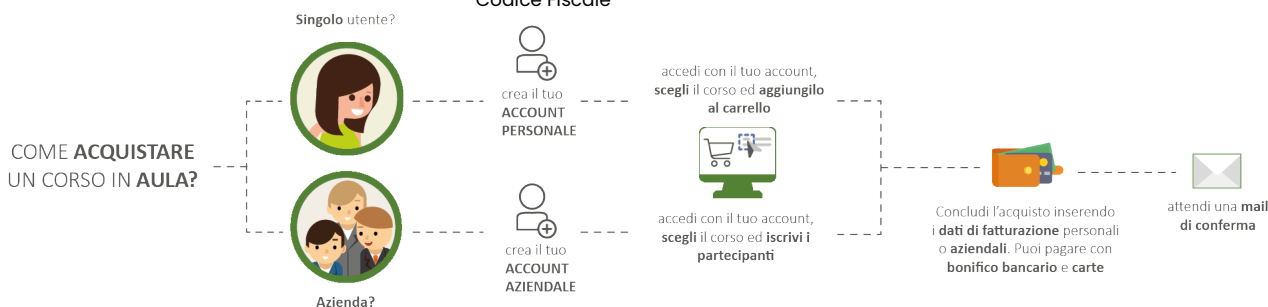 Codice Fiscale
Singolo utente?
COME ACQUISTARE
UN CORSO IN AULA?
crea il tuo
ACCOUNT
PERSONALE
accedi con il tuo account,
scegli il corso ed aggiungilo
al carrello
Azienda?
crea il tuo
ACCOUNT
AZIENDALE
accedi con il tuo account,
scegli il corso ed iscrivi i
partecipanti
Concludi l'acquisto inserendo
i dati di fatturazione personali
o aziendali. Puoi pagare con
bonifico bancario e carte
attendi una mail
di conferma